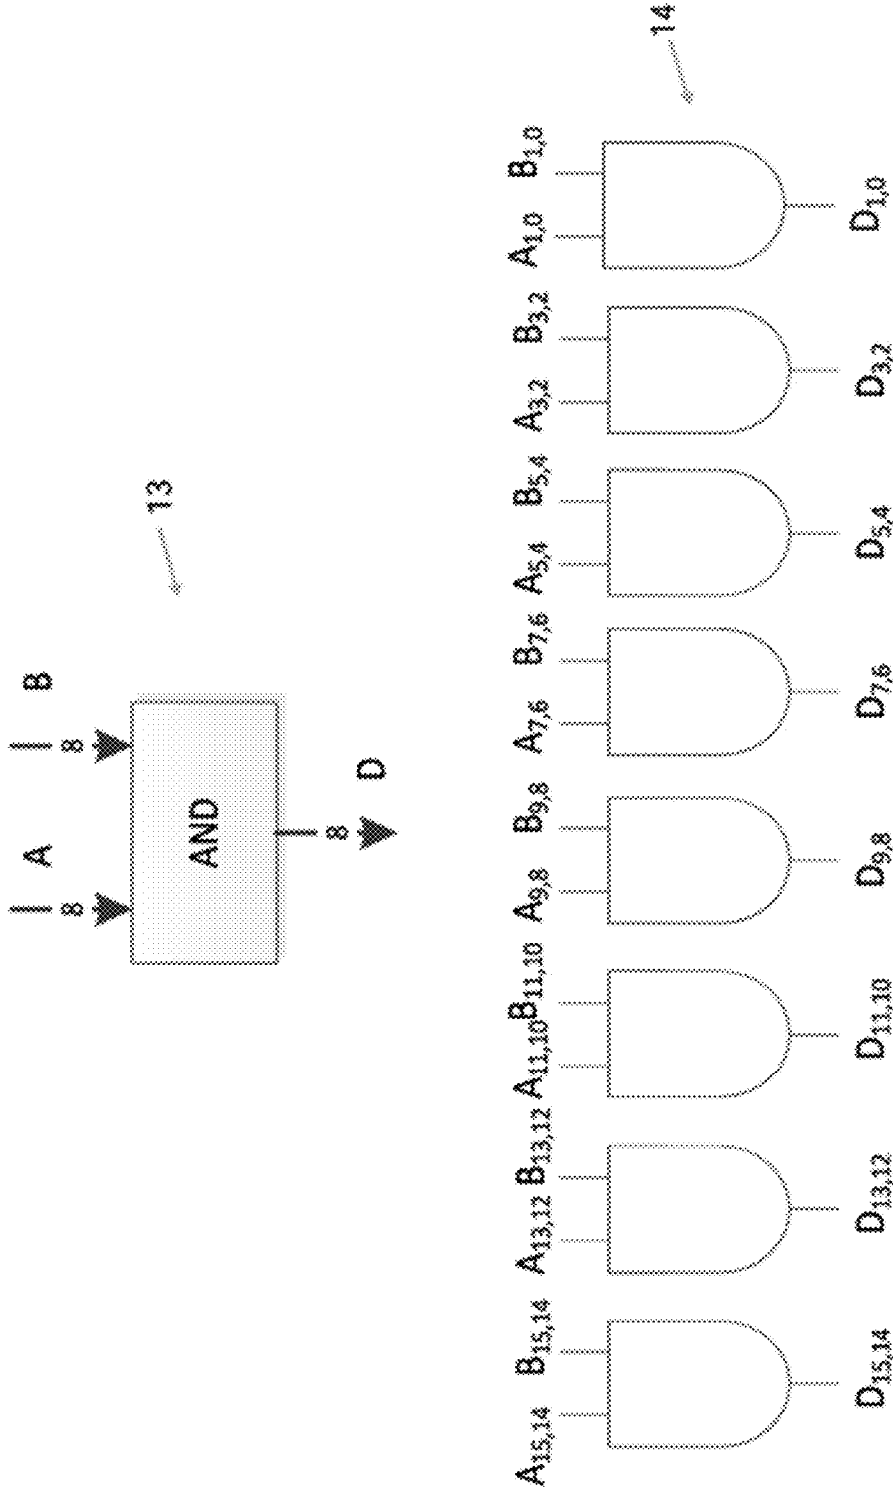 A B
8 8
13
AND
8
D
A15,14 B15,14 A13,12 B13,12 A11,10 B11,10 A9,8 B9,8 A7,6 B7,6 A5,4 B5,4 A3,2 B3,2 A1,0 B1,0
14
D15,14 D13,12 D11,10 D9,8 D7,6 D5,4 D3,2 D1,0